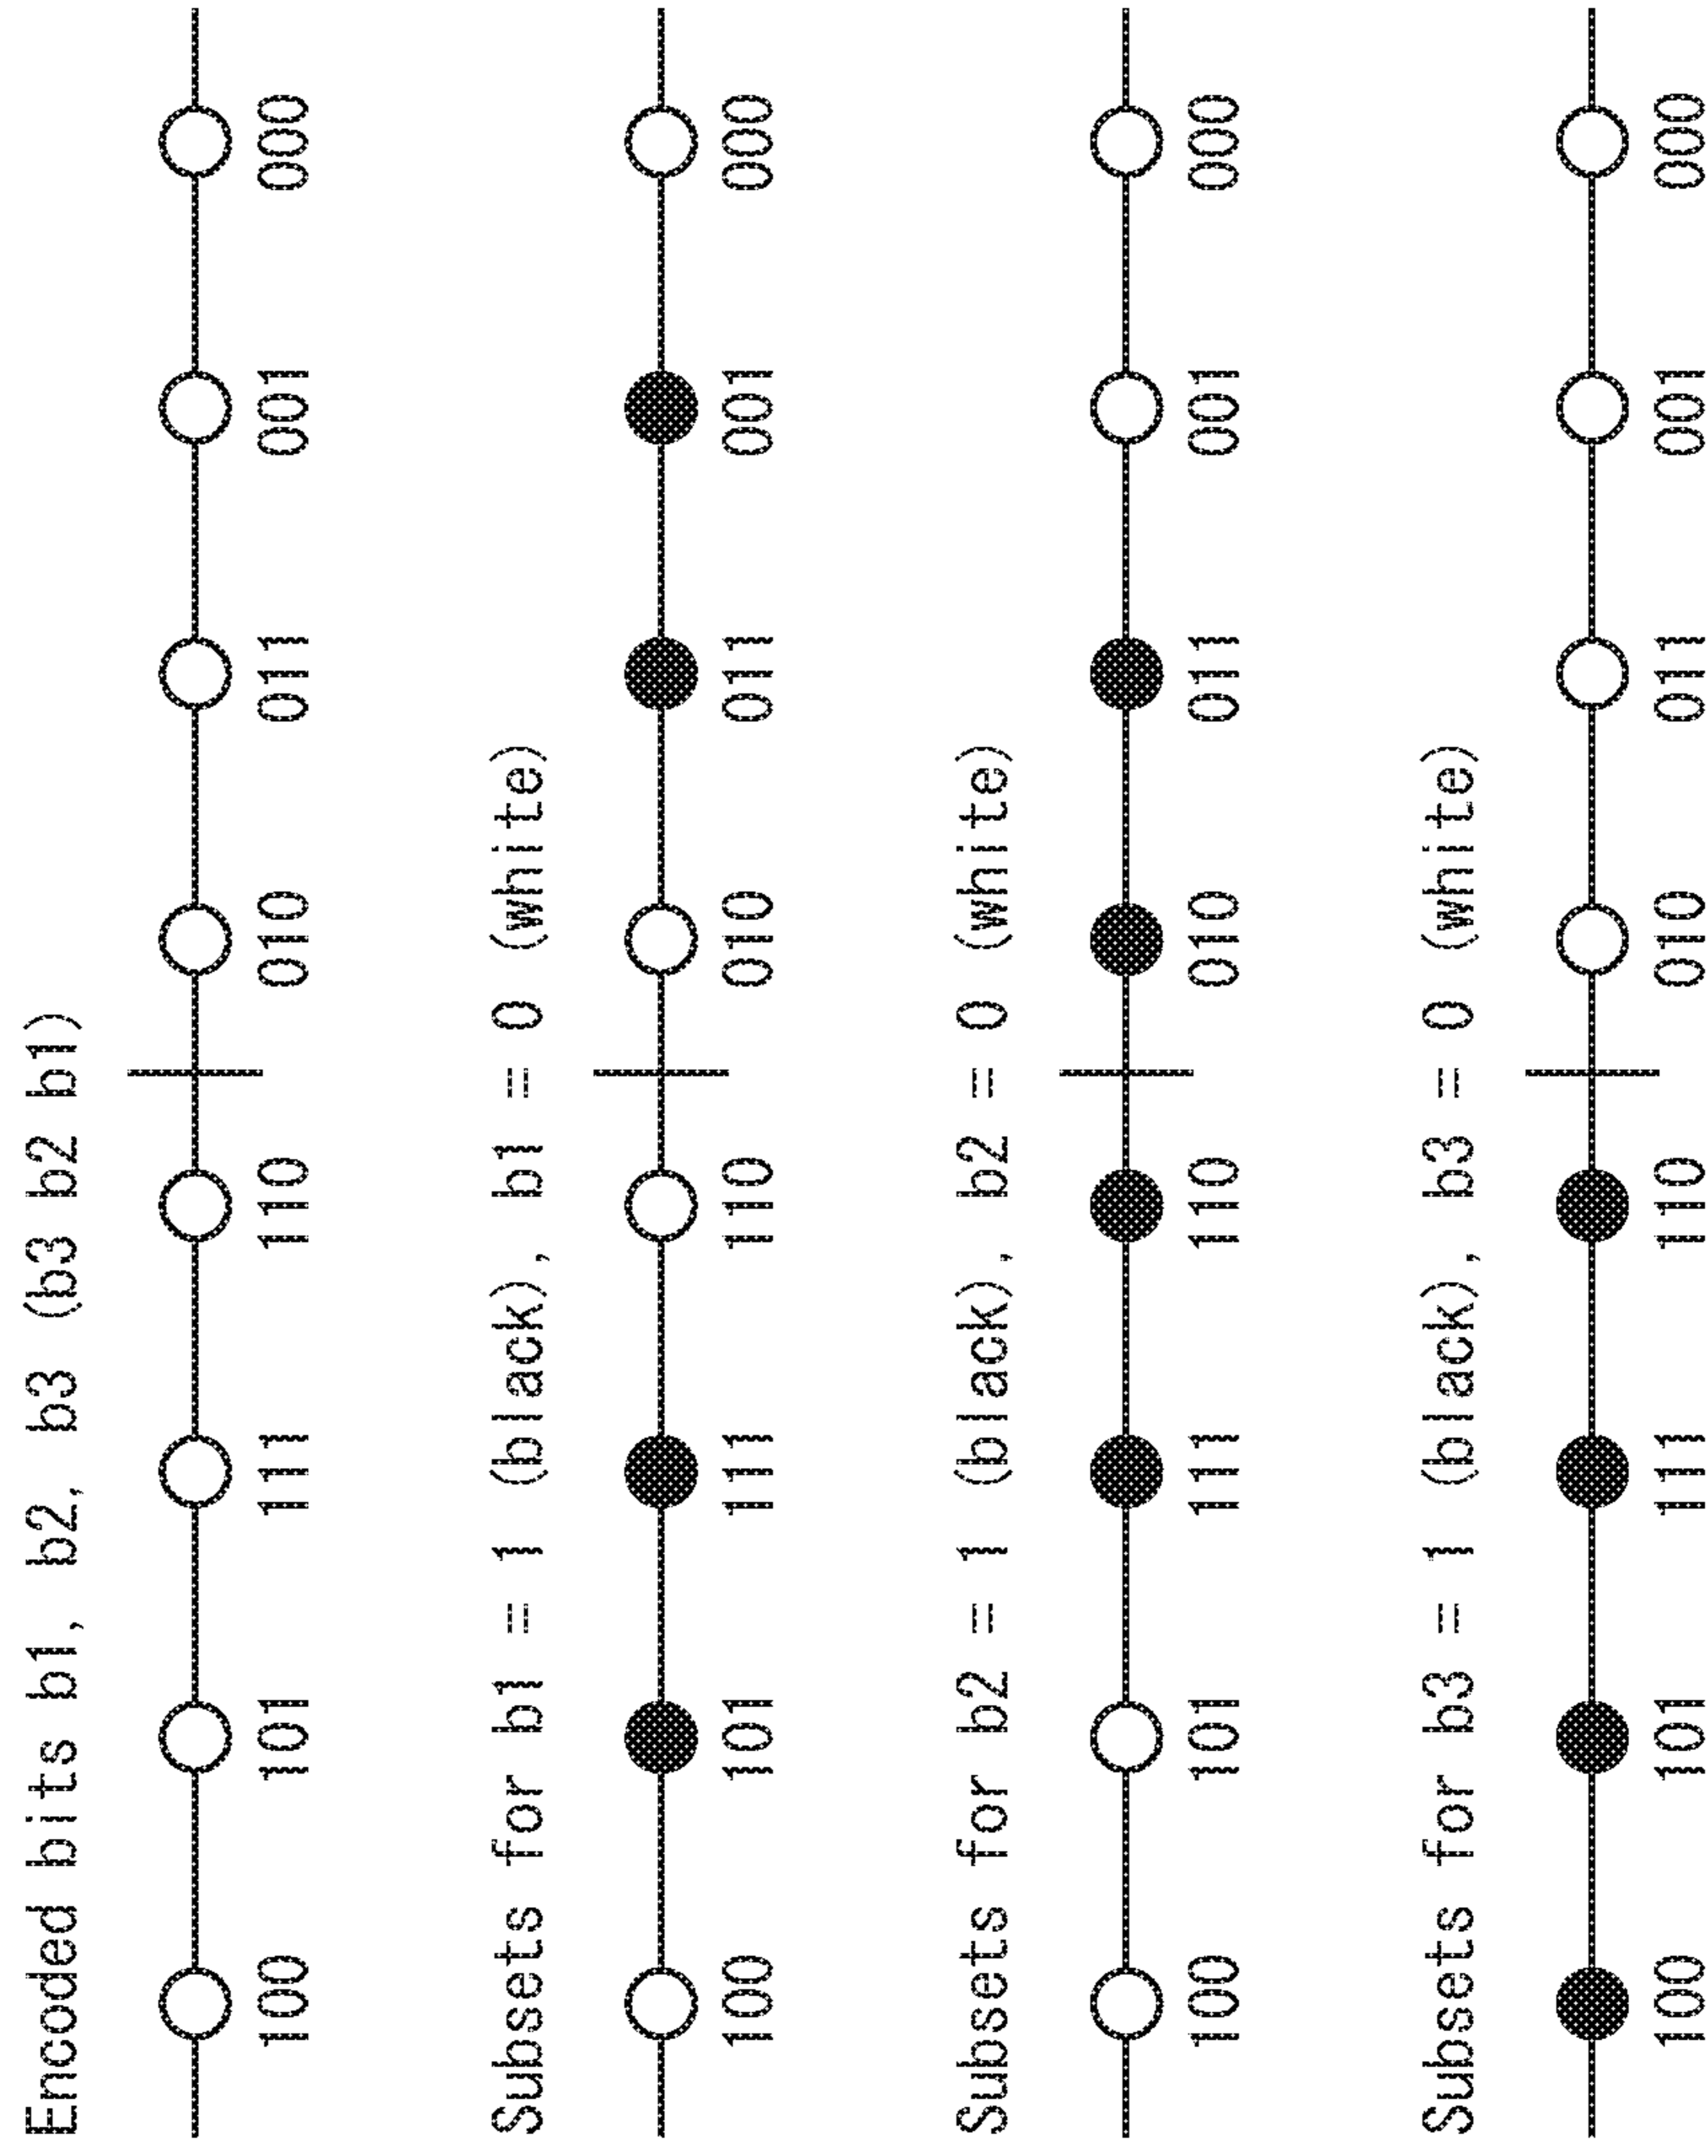 Encoded bits b1, b2, b3 (b3 b2 b1)
100 101 111 110 010 011 001 000
Subsets for b1 = 1 (black), b1 = 0 (white)
100 101 111 110 010 011 001 000
Subsets for b2 = 1 (black), b2 = 0 (white)
100 101 111 110 010 011 001 000
Subsets for b3 = 1 (black), b3 = 0 (white)
100 101 111 110 010 011 001 000